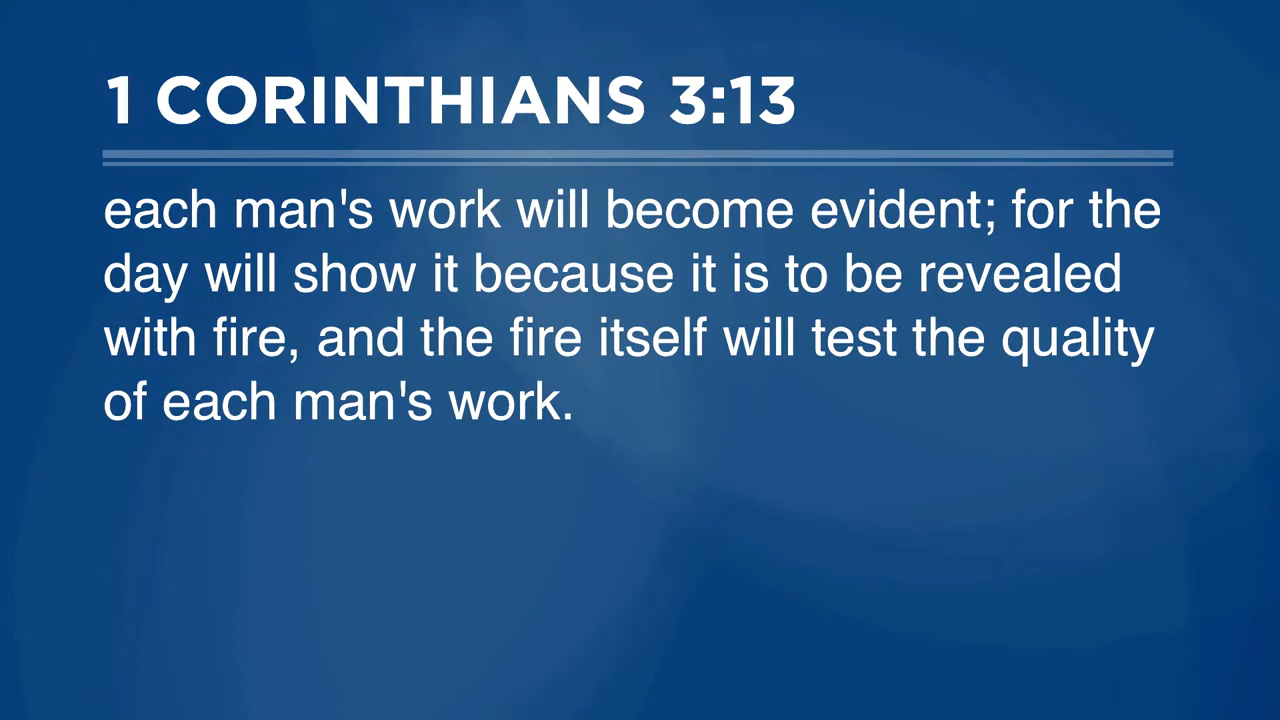 1 CORINTHIANS 3:13
each man's work will become evident; for the
day will show it because it is to be revealed
with fire, and the fire itself will test the quality
of each man's work.